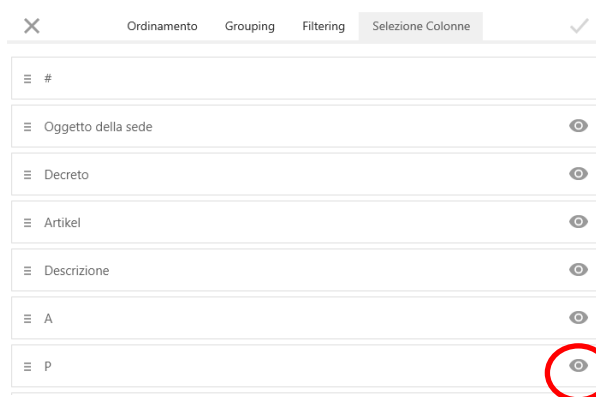 Ordinamento Grouping Filtering Selezione Colonne
#
Oggetto della sede
Decreto
Artikel
Descrizione
A
P